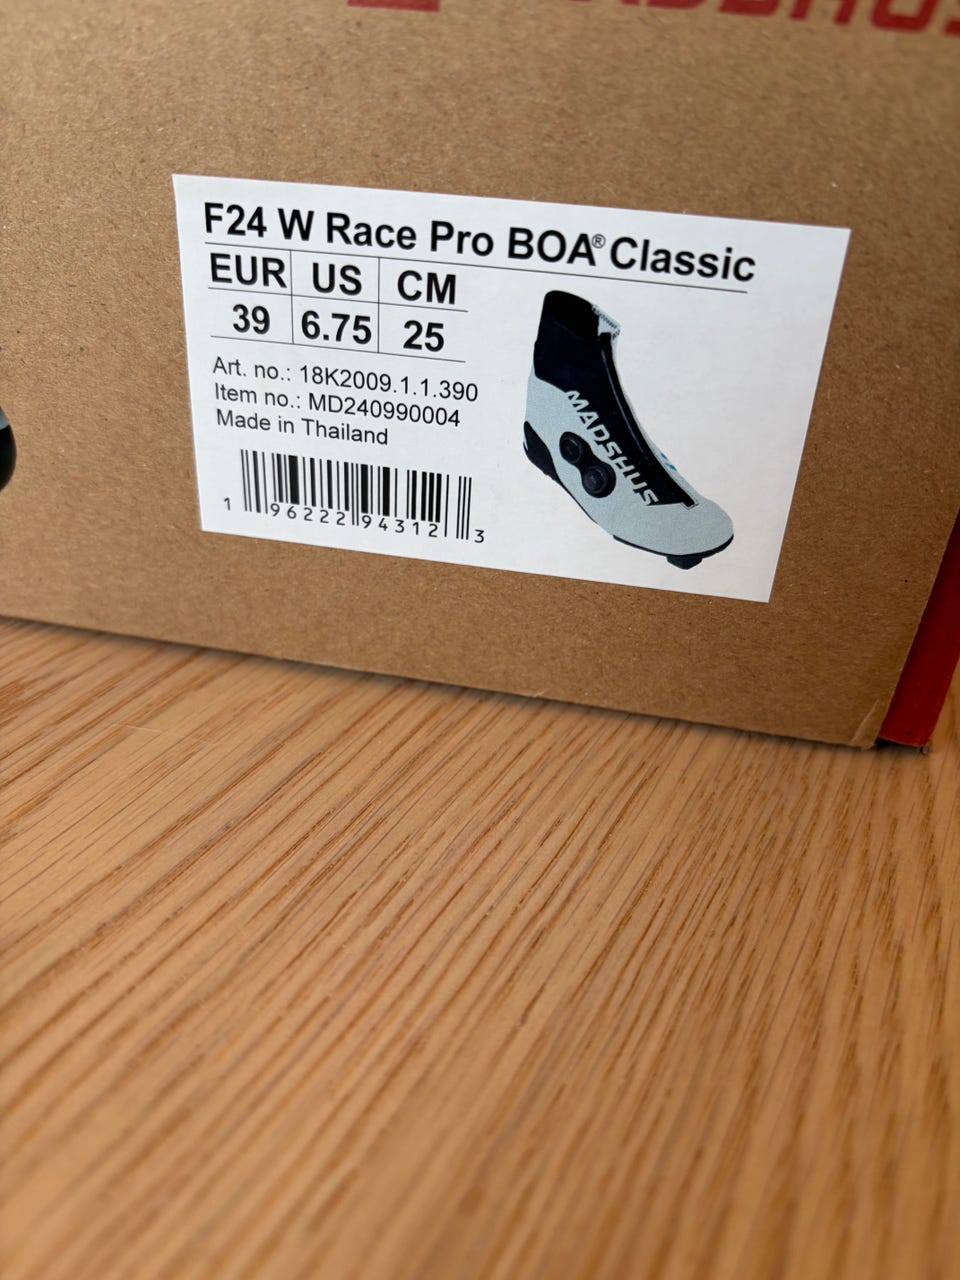 MADSHUS
F24 W Race Pro BOA® Classic
EUR US CM
39 6.75 25
Art. no.: 18K2009.1.1.390
Item no.: MD240990004
Made in Thailand
1 96222 94312 3
MADSHUS